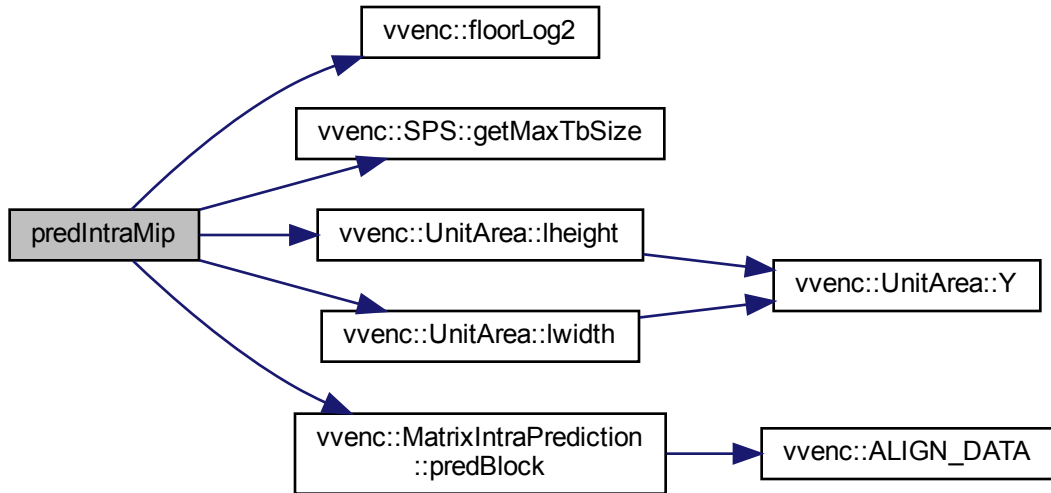 vvenc::floorLog2
vvenc::SPS::getMaxTbSize
predIntraMip
vvenc::UnitArea::lheight
vvenc::UnitArea::Y
vvenc::UnitArea::lwidth
vvenc::MatrixIntraPrediction
::predBlock
vvenc::ALIGN_DATA